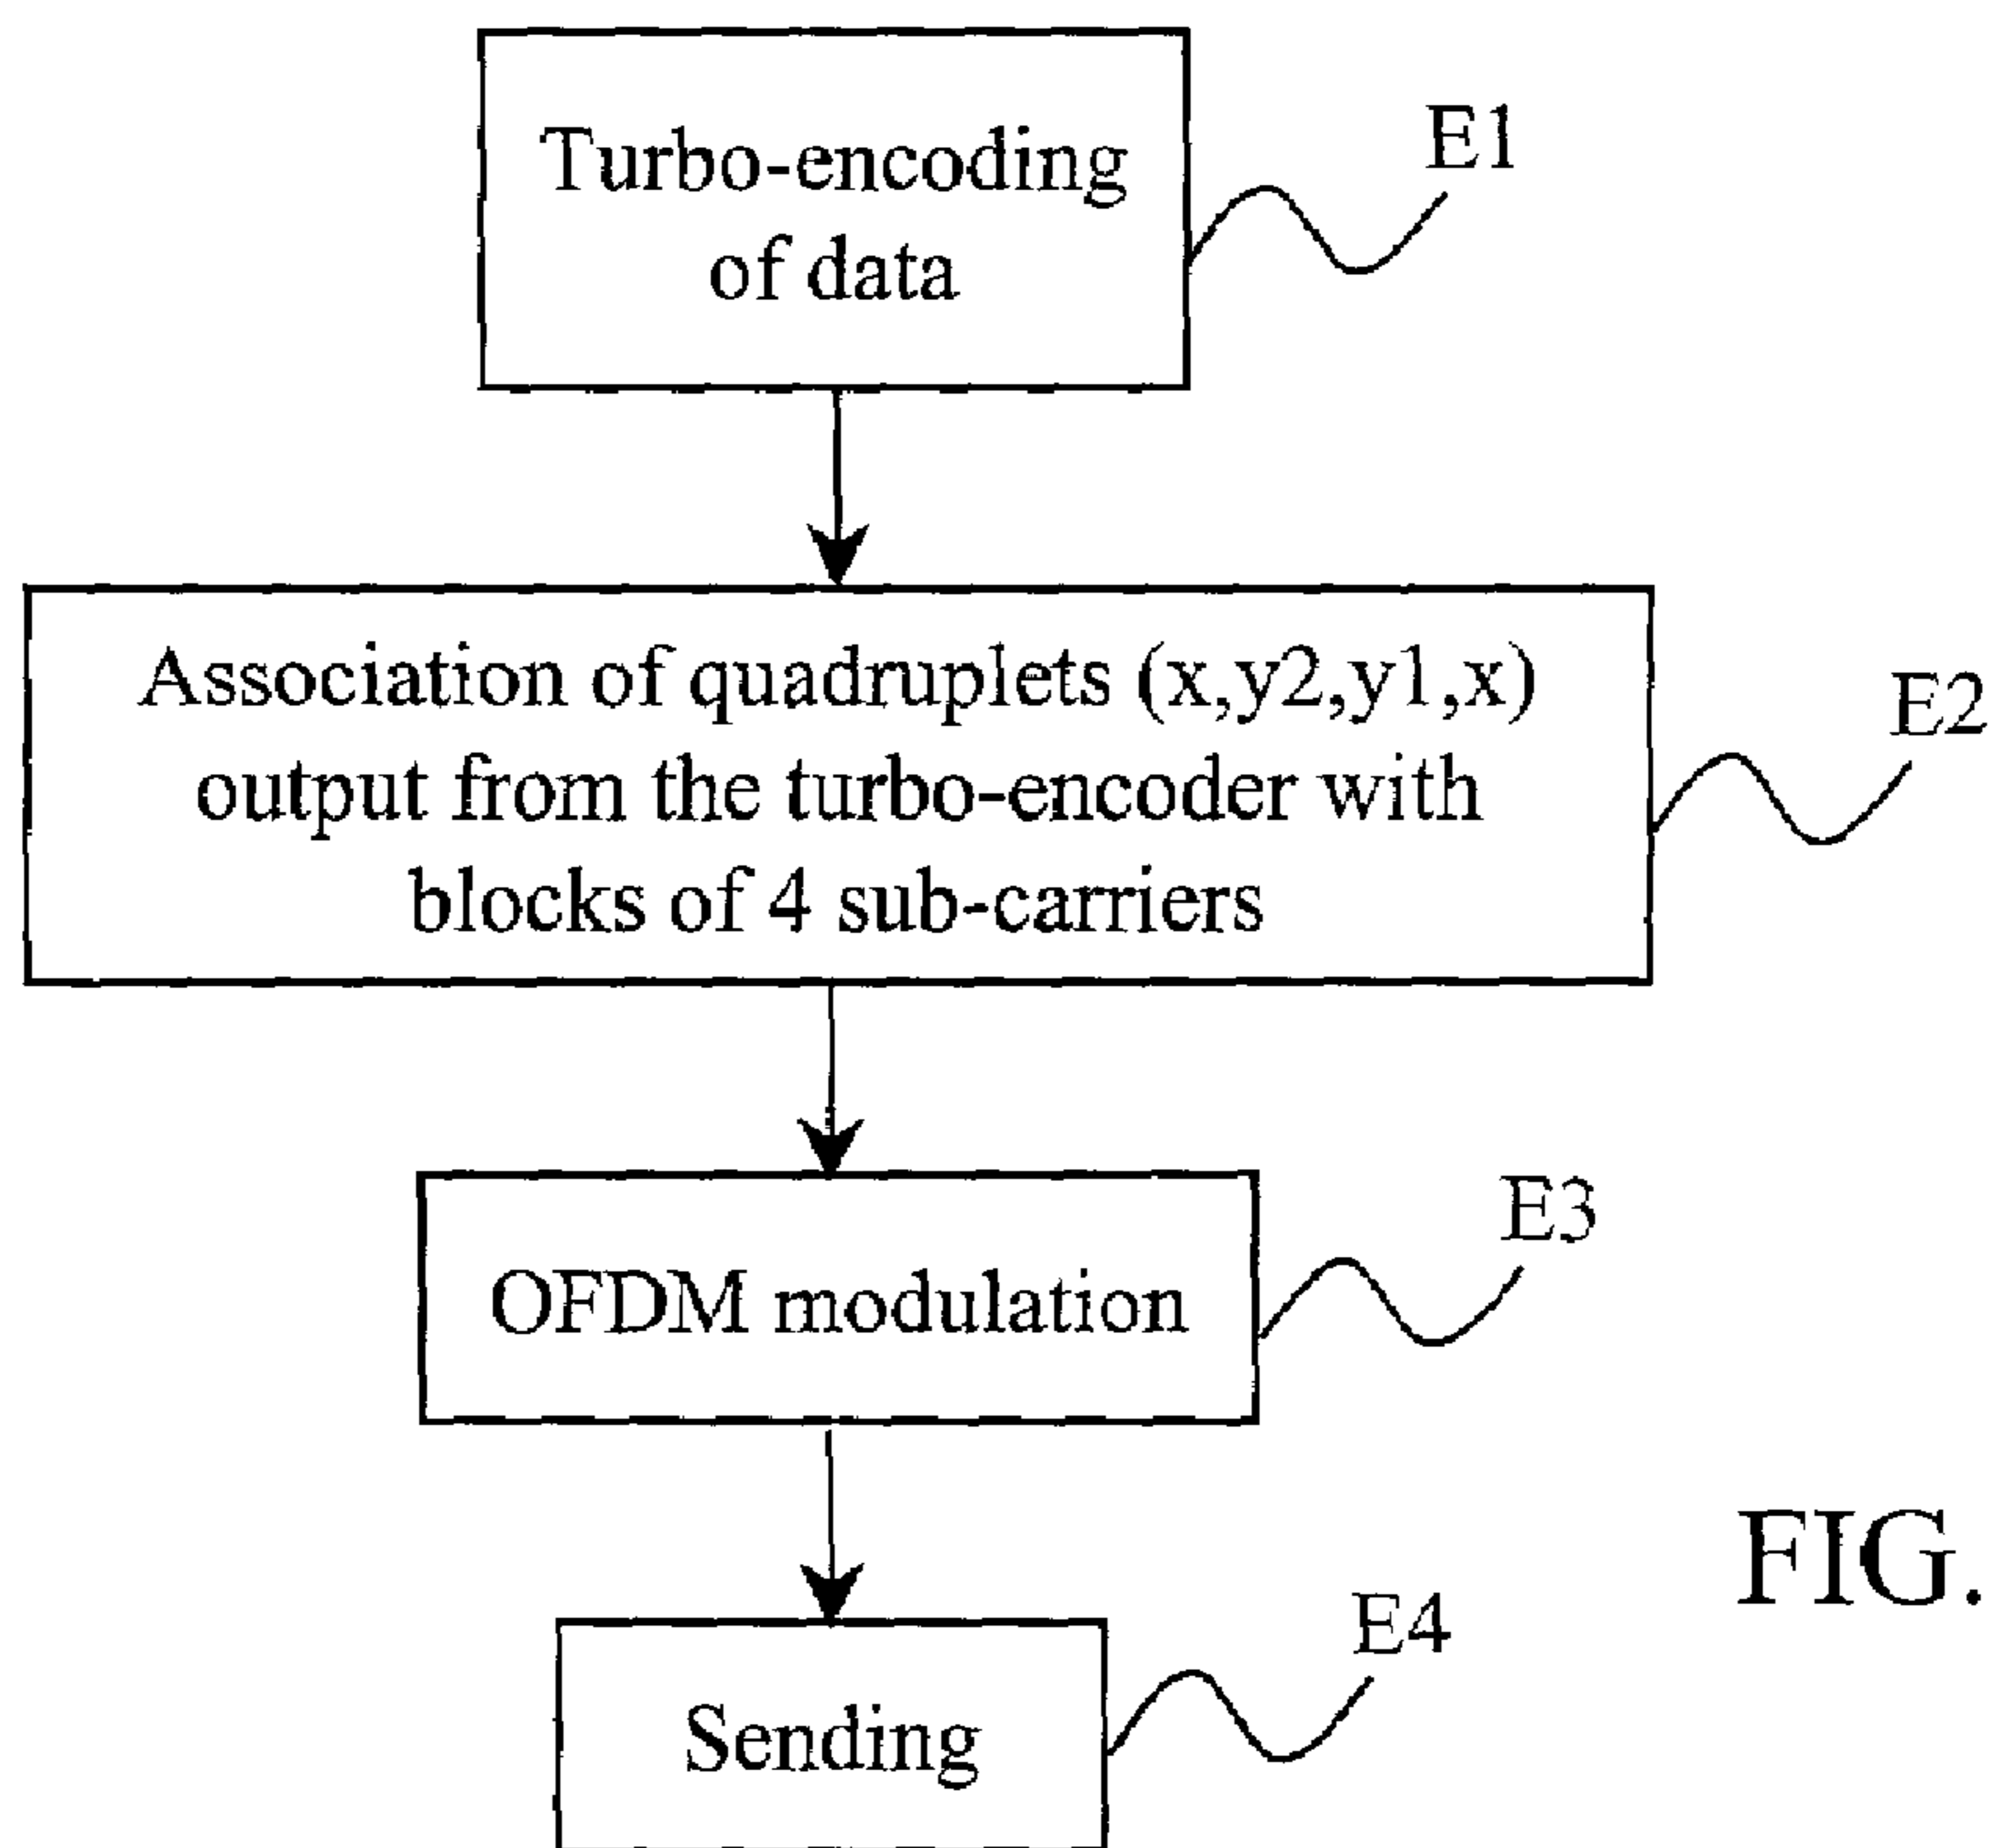 Turbo-encoding
of data
E1
Association of quadruplets (x,y2,y1,x)
output from the turbo-encoder with
blocks of 4 sub-carriers
E2
OFDM modulation
E3
Sending
E4
FIG.